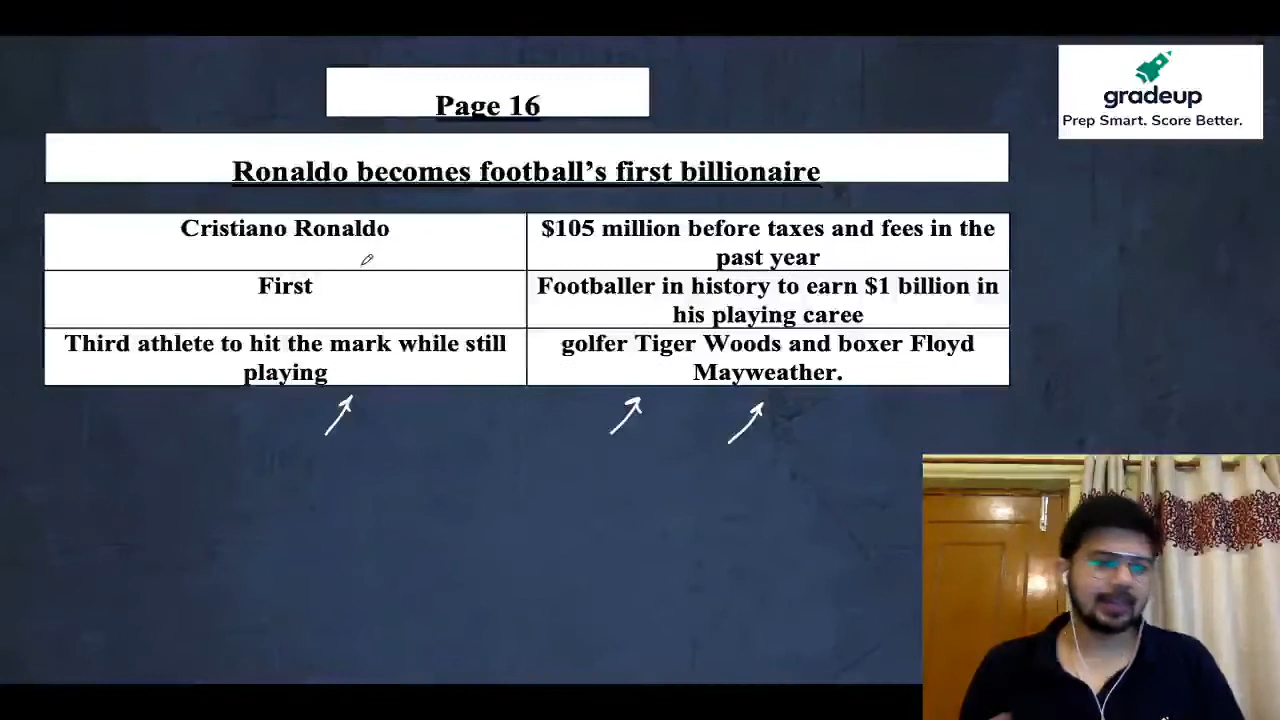 gradeup
Prep Smart. Score Better.
Page 16
Ronaldo becomes football's first billionaire
Cristiano Ronaldo
$105 million before taxes and fees in the
past year
First
Footballer in history to earn $1 billion in
his playing caree
Third athlete to hit the mark while still
playing
golfer Tiger Woods and boxer Floyd
Mayweather.